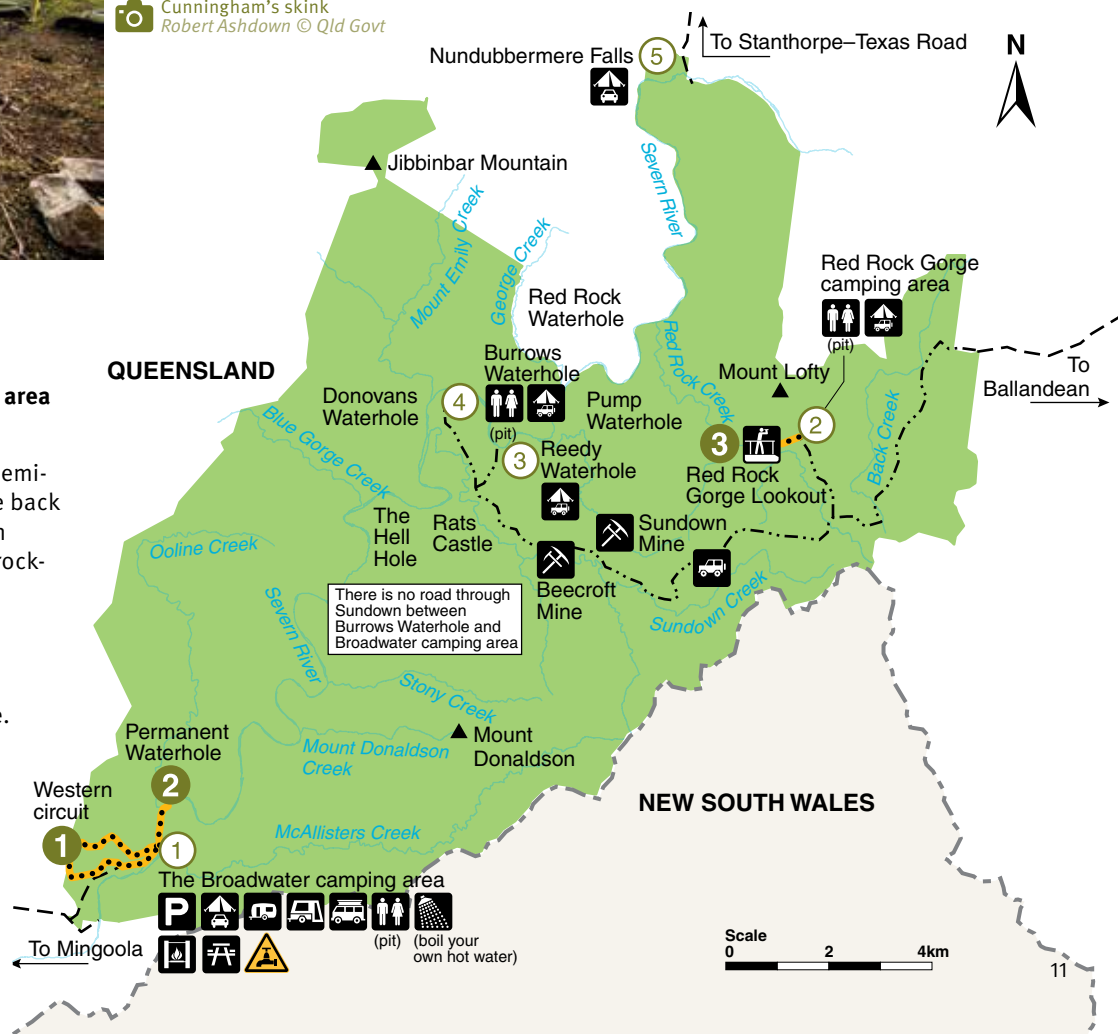 Cunningham's skink
Robert Ashdown © Qld Govt
To Stanthorpe–Texas Road
N
Nundubbermere Falls
5
Jibbinbar Mountain
Severn River
Mount Emily Creek
George Creek
Red Rock Gorge
camping area
(pit)
Red Rock
Waterhole
QUEENSLAND
Burrows
Waterhole
(pit)
Red Rock Creek
Mount Lofty
To
Ballandean
Donovans
Waterhole
4
Pump
Waterhole
2
area
3
Reedy
Waterhole
3
Red Rock
Gorge Lookout
Back Creek
Blue Gorge Creek
emi-
e back
n
rock-
The
Hell
Hole
Rats
Castle
Sundown
Mine
Ooline Creek
Beecroft
Mine
There is no road through
Sundown between
Burrows Waterhole and
Broadwater camping area
Sundown Creek
Severn River
Stony Creek
e.
Permanent
Waterhole
2
Mount Donaldson
Creek
Mount
Donaldson
Western
circuit
1
1
McAllisters Creek
NEW SOUTH WALES
The Broadwater camping area
P
(pit)
(boil your
own hot water)
To Mingoola
Scale
0 2 4km
11